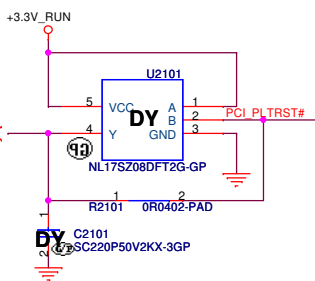 +3.3V_RUN
U2101
5 VCC A 1
DY B 2 PCI_PLTRST#
4 Y GND 3
GP
NL17SZ08DFT2G-GP
1 2
R2101 0R0402-PAD
1
DY C2101
SC220P50V2KX-3GP
2